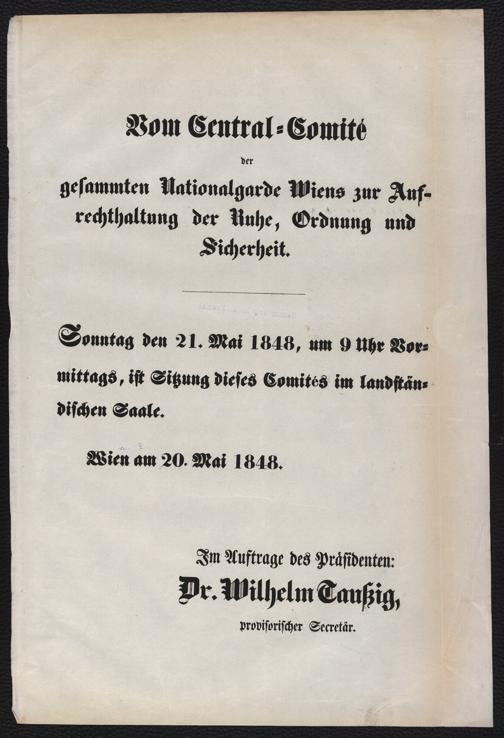 Vom Central=Comité
der
gesammten Nationalgarde Wiens zur Auf=
rechthaltung der Ruhe, Ordnung und
Sicherheit.
Sonntag den 21. Mai 1848, um 9 Uhr Vor=
mittags, ist Sitzung dieses Comités im landstän=
dischen Saale.
Wien am 20. Mai 1848.
Im Auftrage des Präsidenten:
Dr. Wilhelm Taußig,
provisorischer Secretär.